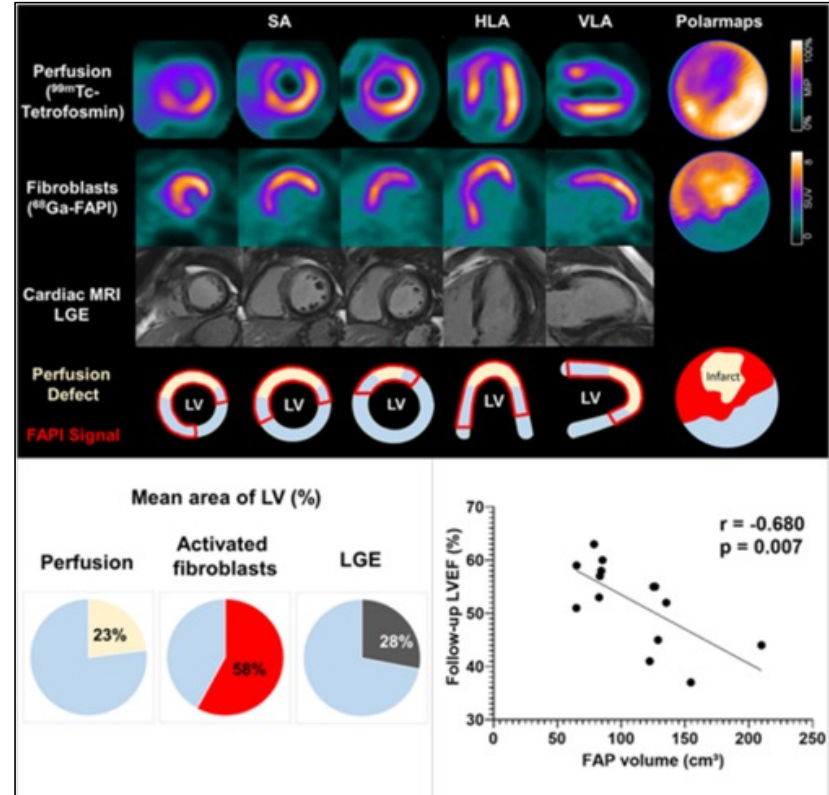 SA HLA VLA Polarmaps
Perfusion
(⁹⁹ᵐTc-
Tetrofosmin)
100%
MIP
0%
Fibroblasts
(⁶⁸Ga-FAPI)
8
SUV
0
Cardiac MRI
LGE
Perfusion
Defect
FAPI Signal
LV LV LV LV LV Infarct
Mean area of LV (%)
Perfusion Activated fibroblasts LGE
23% 58% 28%
r = -0.680
p = 0.007
Follow-up LVEF (%)
70
60
50
40
30
0 50 100 150 200 250
FAP volume (cm³)